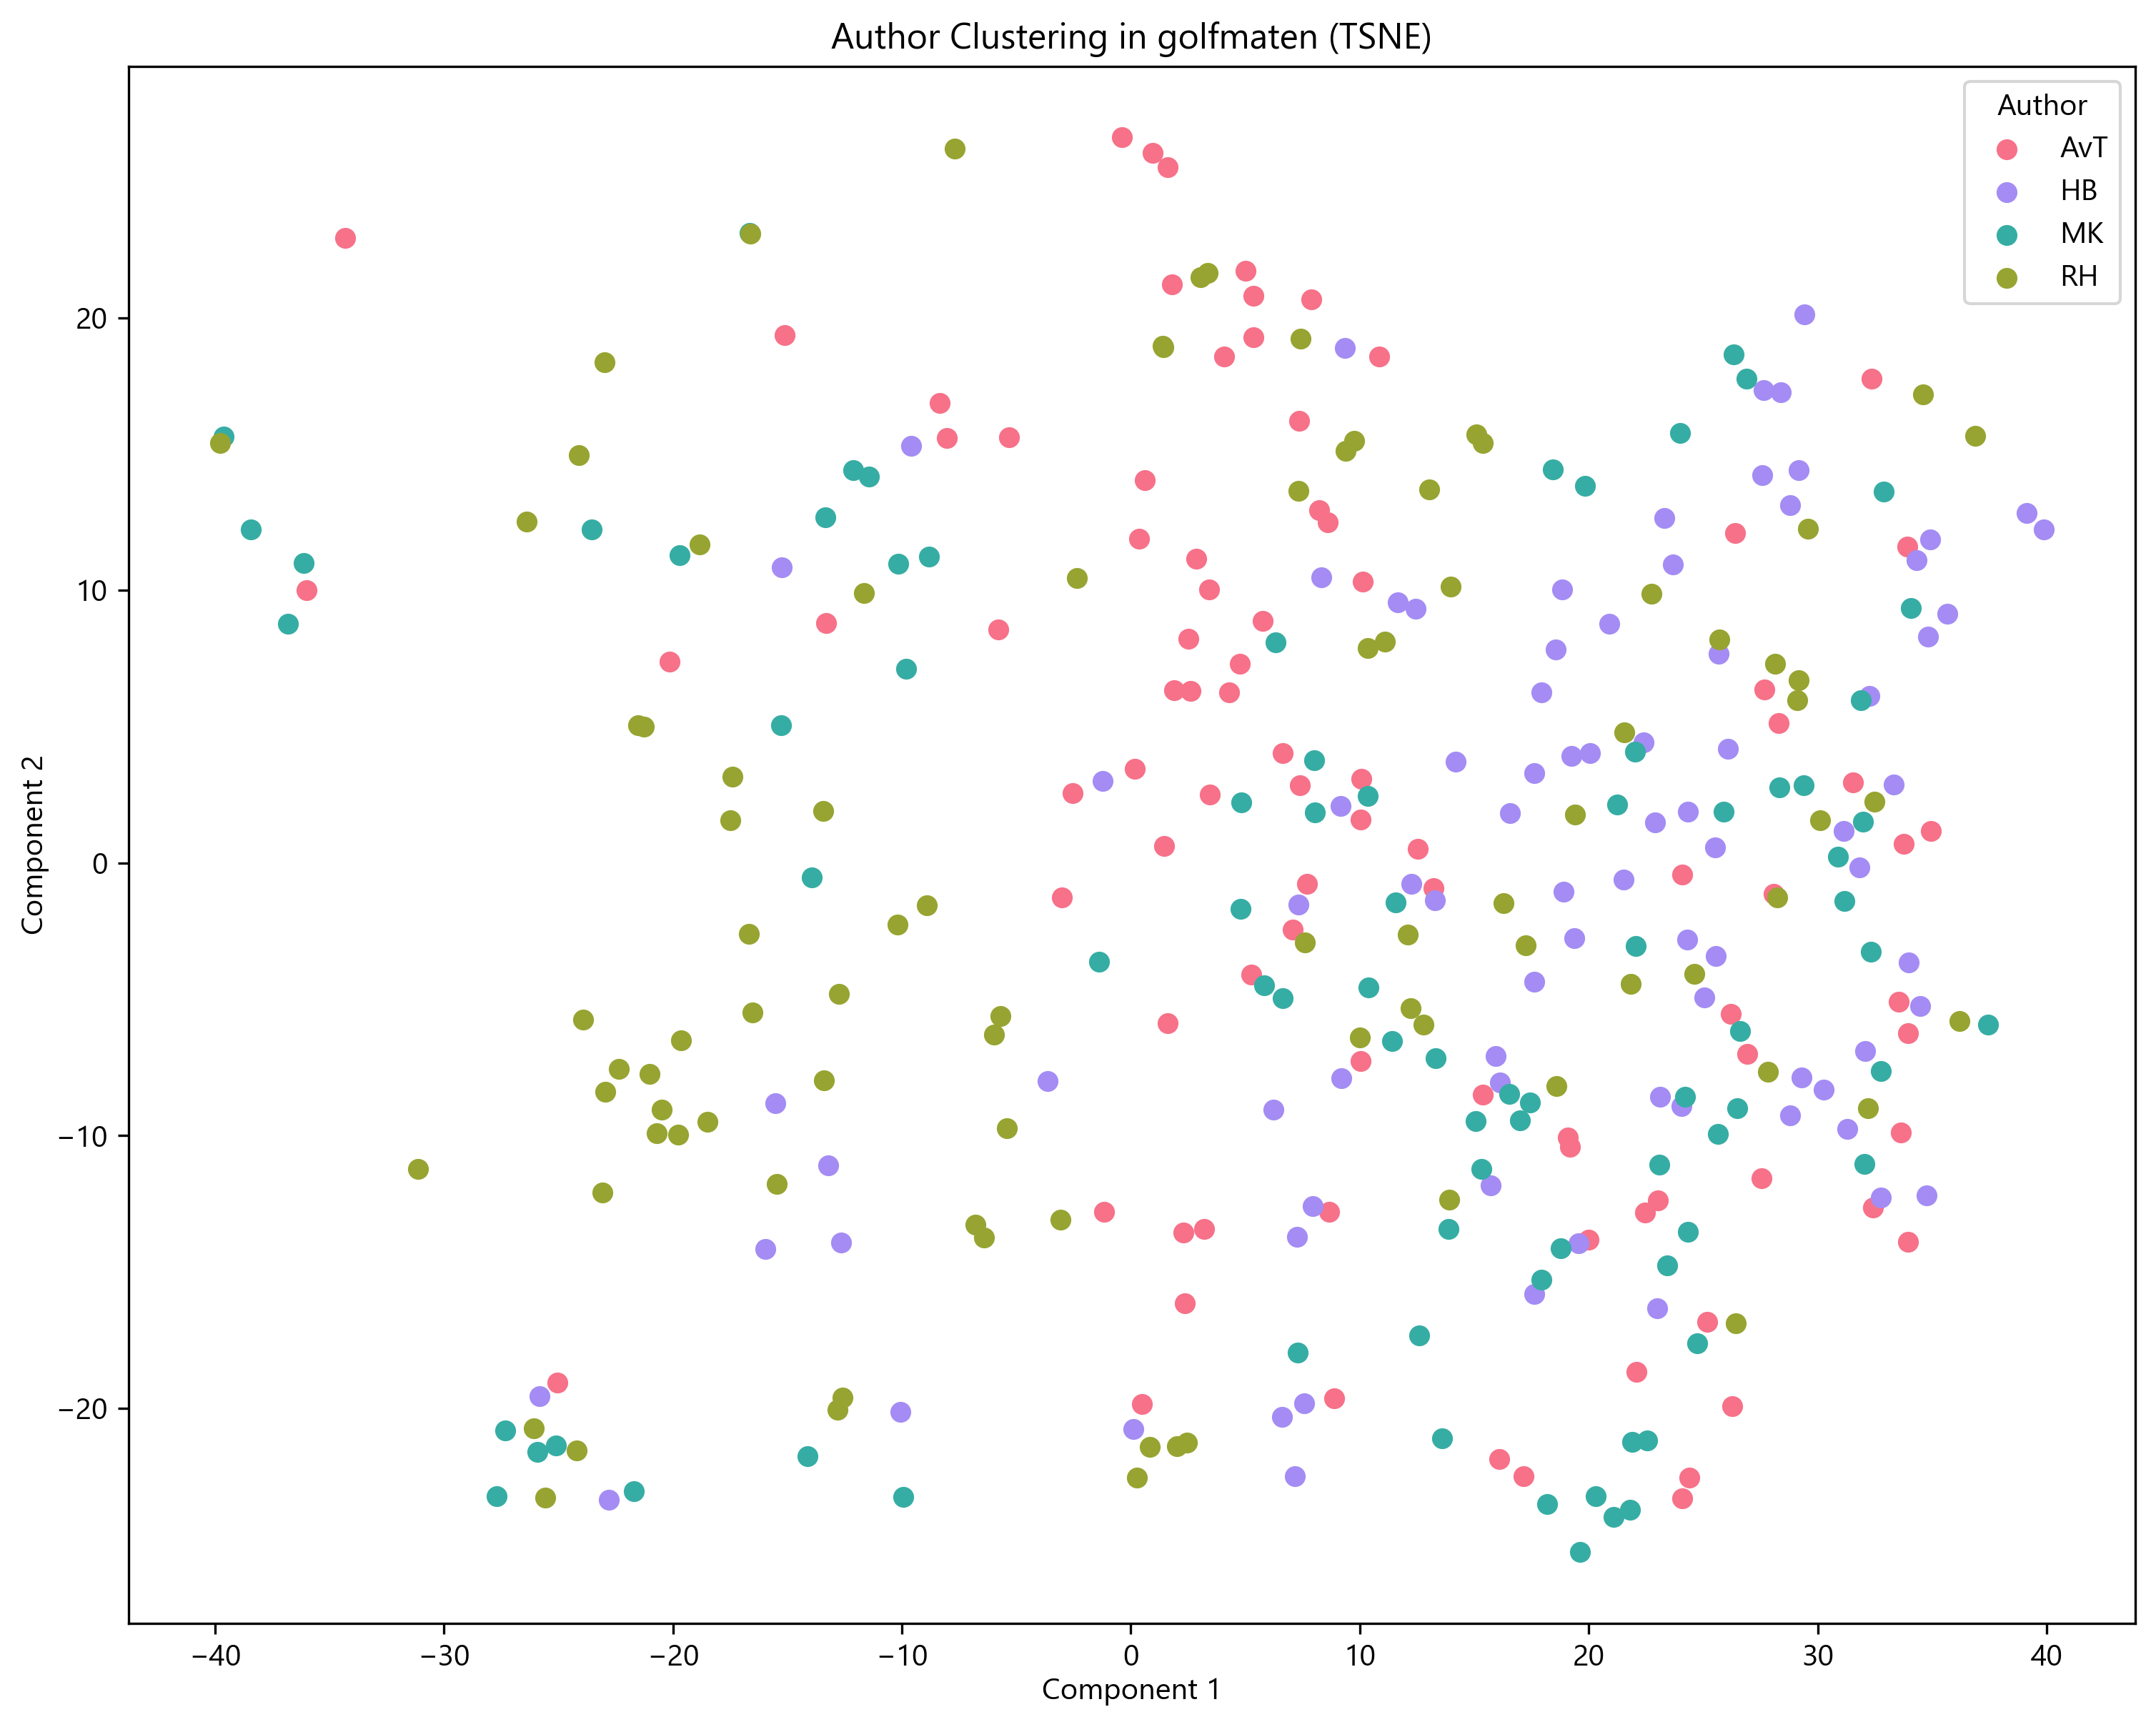 Author Clustering in golfmaten (TSNE)
Author
AvT
HB
MK
RH
20
10
0
−10
−20
Component 2
−40
−30
−20
−10
0
10
20
30
40
Component 1